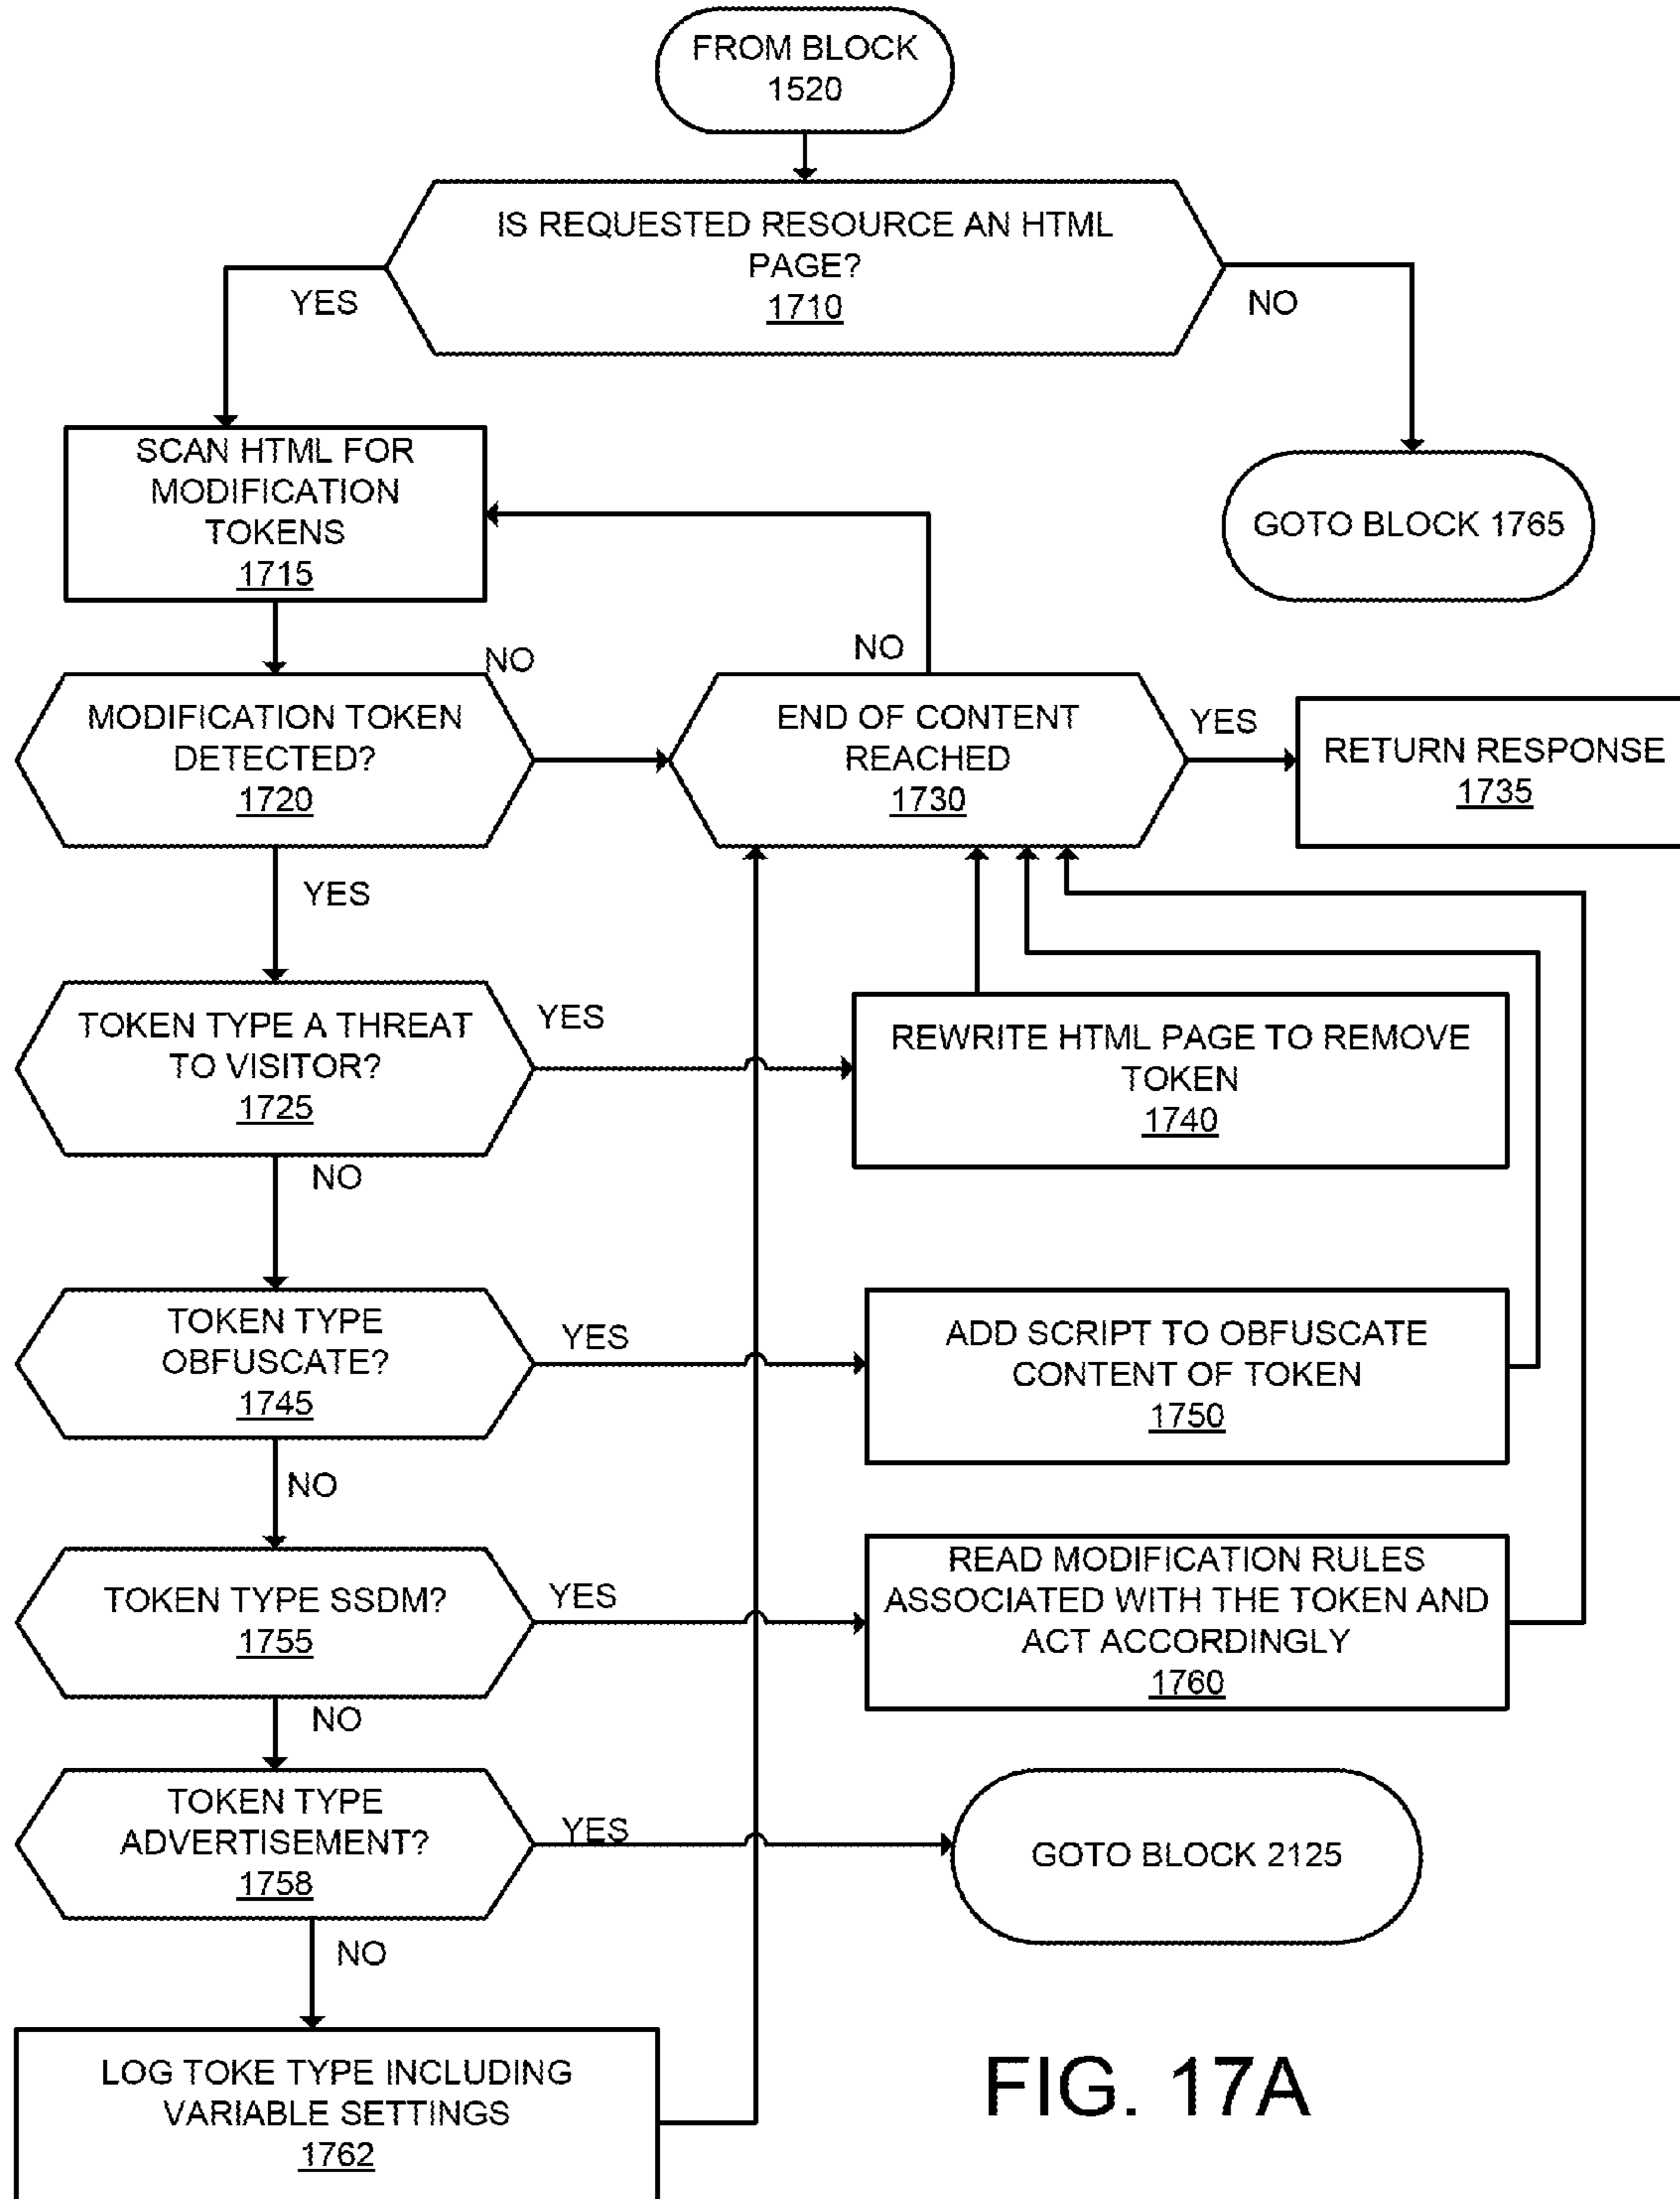 FROM BLOCK
1520
IS REQUESTED RESOURCE AN HTML
PAGE?
1710
YES
NO
SCAN HTML FOR
MODIFICATION
TOKENS
1715
GOTO BLOCK 1765
NO
NO
MODIFICATION TOKEN
DETECTED?
1720
END OF CONTENT
REACHED
1730
YES
RETURN RESPONSE
1735
YES
TOKEN TYPE A THREAT
TO VISITOR?
1725
YES
REWRITE HTML PAGE TO REMOVE
TOKEN
1740
NO
TOKEN TYPE
OBFUSCATE?
1745
YES
ADD SCRIPT TO OBFUSCATE
CONTENT OF TOKEN
1750
NO
TOKEN TYPE SSDM?
1755
YES
READ MODIFICATION RULES
ASSOCIATED WITH THE TOKEN AND
ACT ACCORDINGLY
1760
NO
TOKEN TYPE
ADVERTISEMENT?
1758
YES
GOTO BLOCK 2125
NO
LOG TOKE TYPE INCLUDING
VARIABLE SETTINGS
1762
FIG. 17A